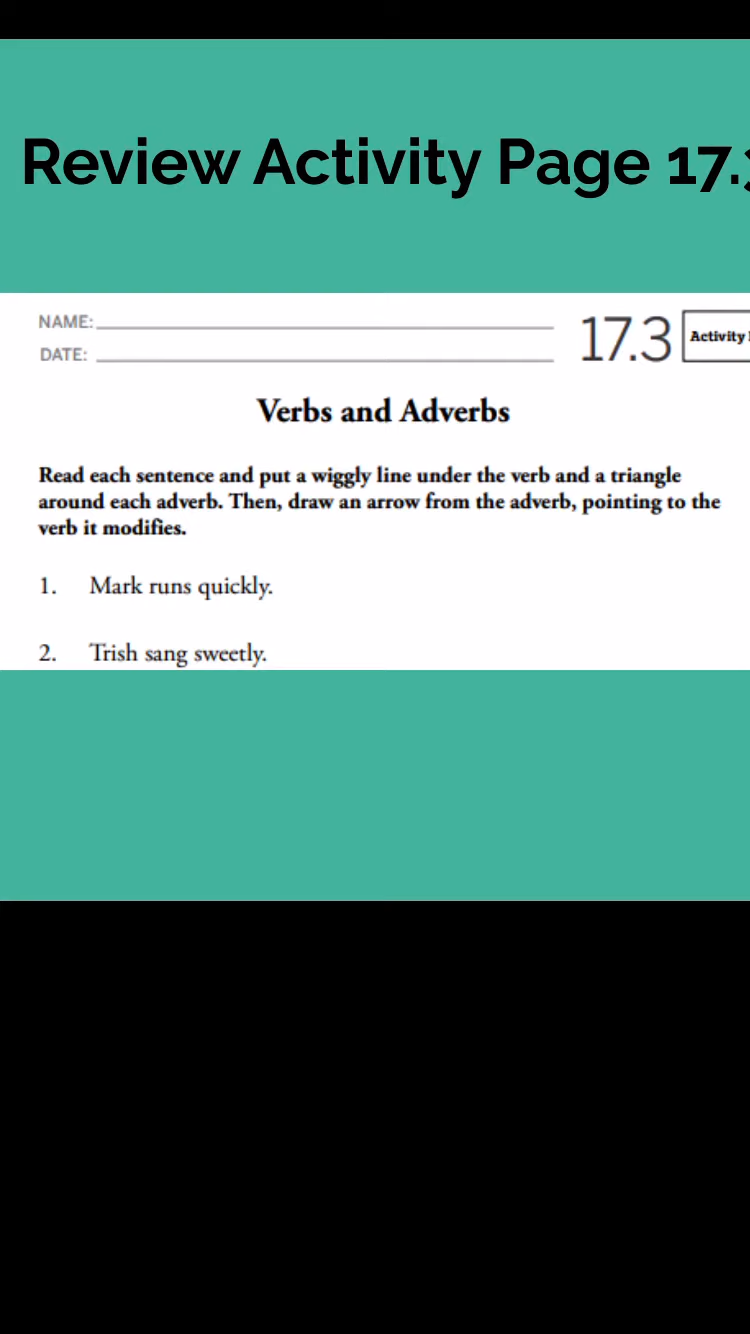 Review Activity Page 17.
NAME:
DATE:
17.3
Activity
Verbs and Adverbs
Read each sentence and put a wiggly line under the verb and a triangle
around each adverb. Then, draw an arrow from the adverb, pointing to the
verb it modifies.
1. Mark runs quickly.
2. Trish sang sweetly.